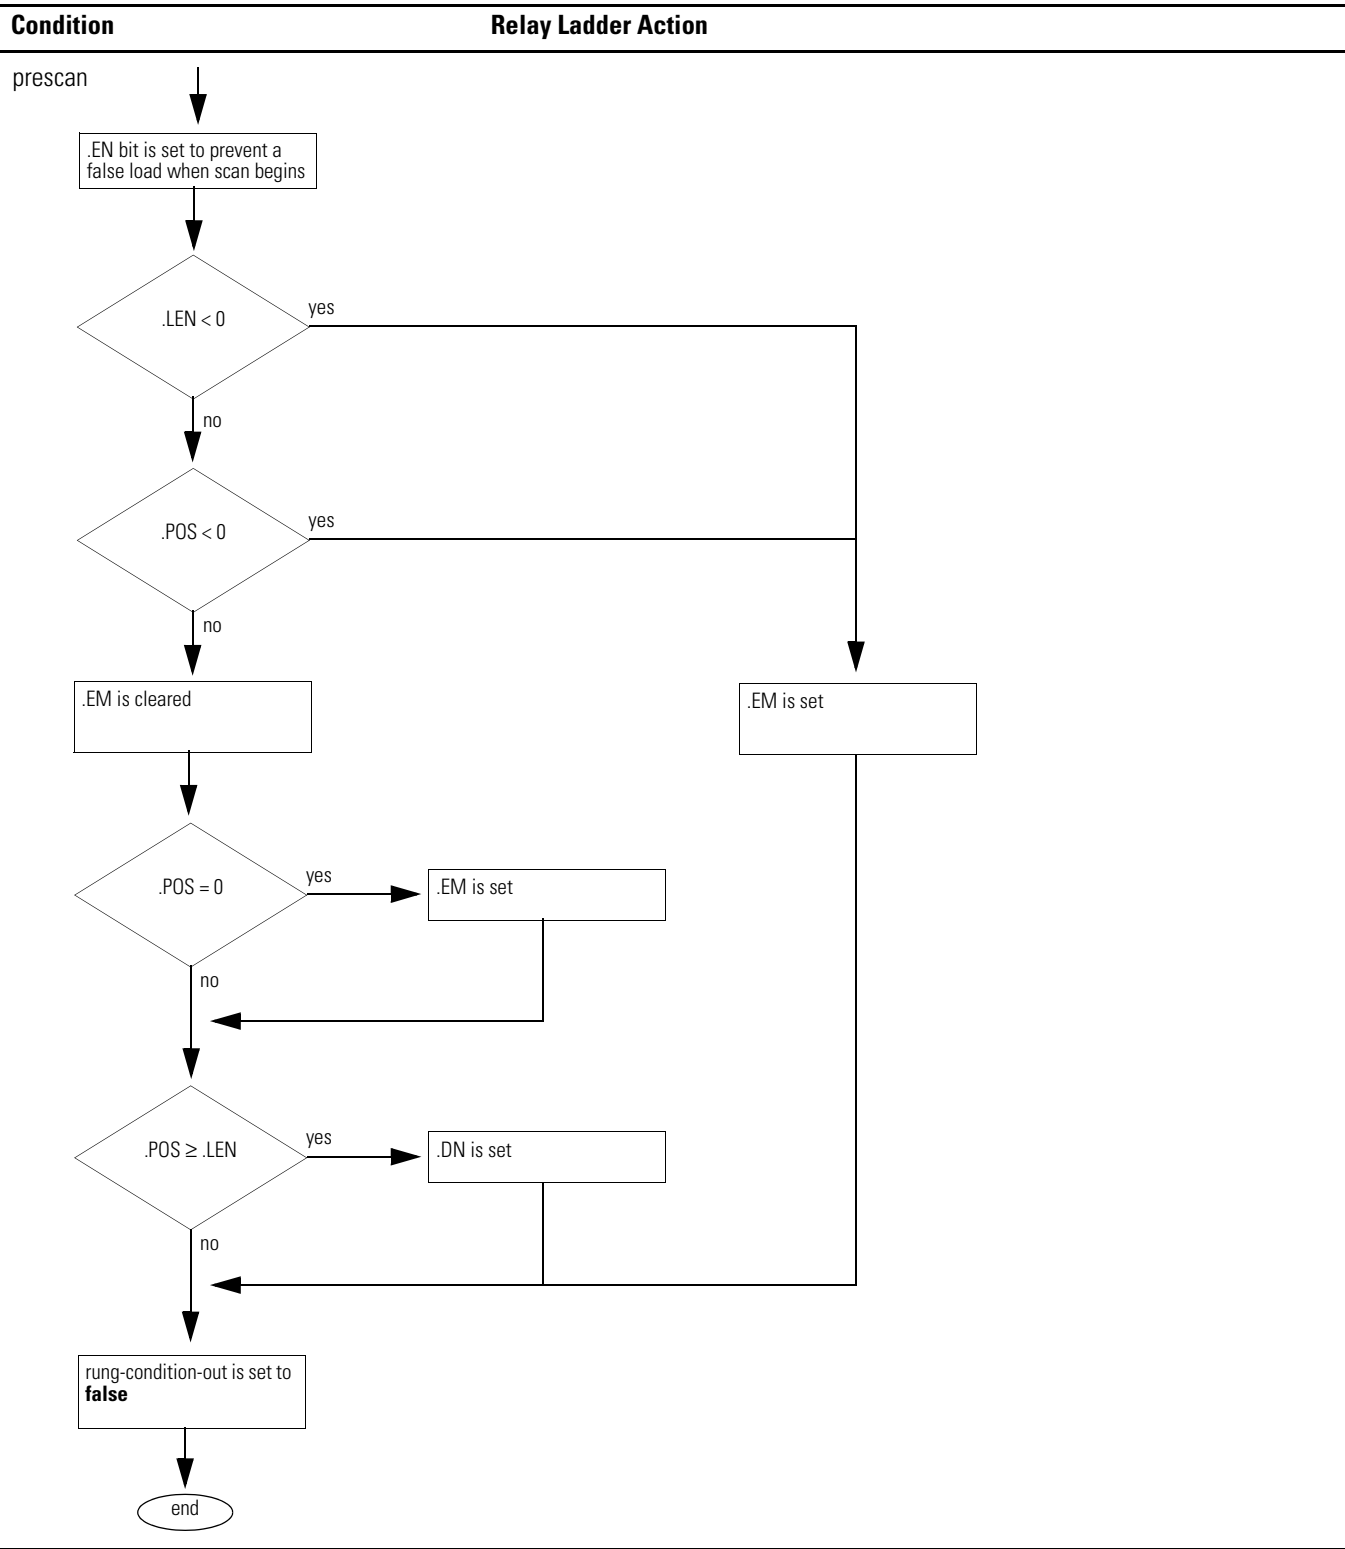 Condition Relay Ladder Action
prescan
.EN bit is set to prevent a
false load when scan begins
.LEN < 0
yes
no
.POS < 0
yes
no
.EM is cleared
.EM is set
.POS = 0
yes
.EM is set
no
.POS ≥ .LEN
yes
.DN is set
no
rung-condition-out is set to
false
end